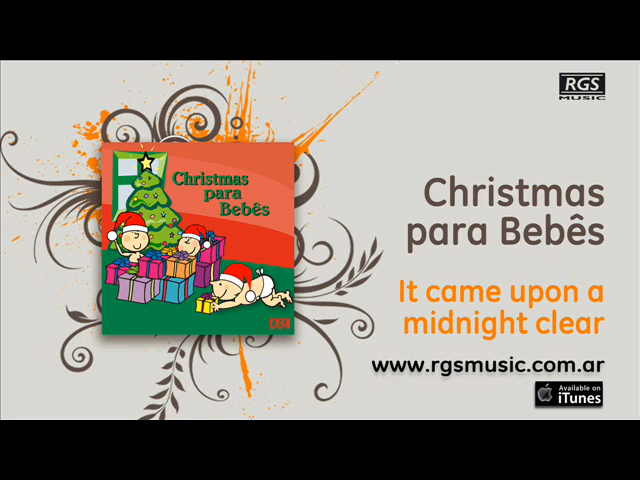 RGS
MUSIC
Christmas
para
Bebês
Christmas
para Bebês
It came upon a
midnight clear
www.rgsmusic.com.ar
Available on
iTunes